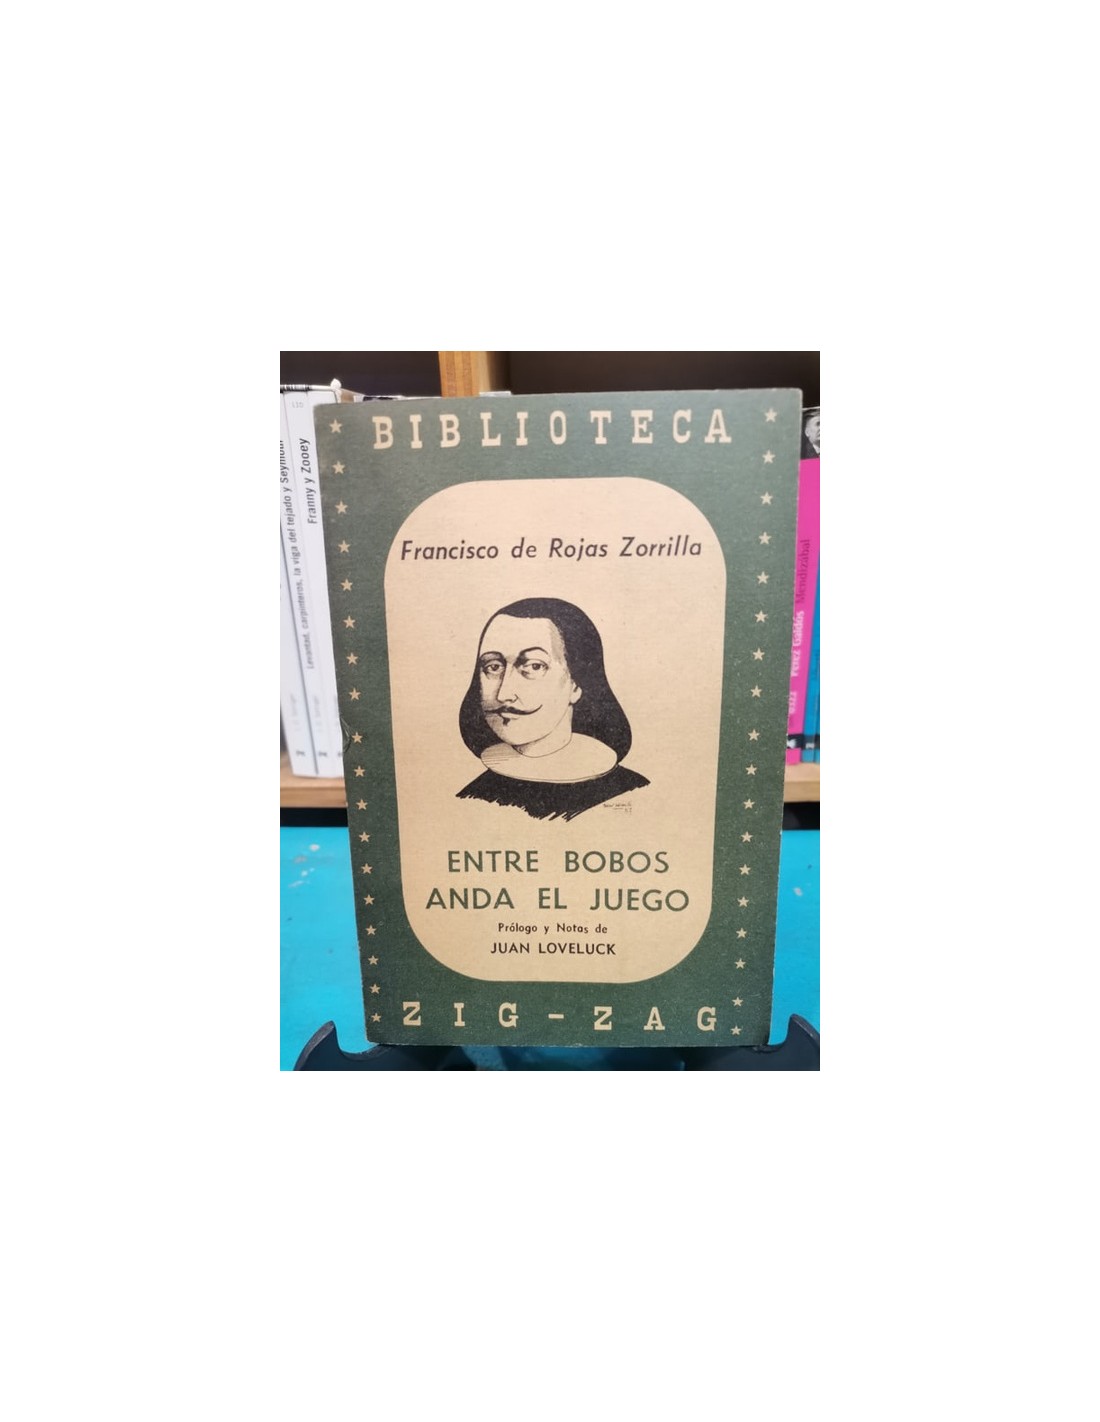 BIBLIOTECA
Francisco de Rojas Zorrilla
ENTRE BOBOS
ANDA EL JUEGO
Prólogo y Notas de
JUAN LOVELUCK
ZIG-ZAG
Levantad, carpinteros, la viga del tejado y Seymour
Franny y Zooey
Pérez Galdós Mendizábal